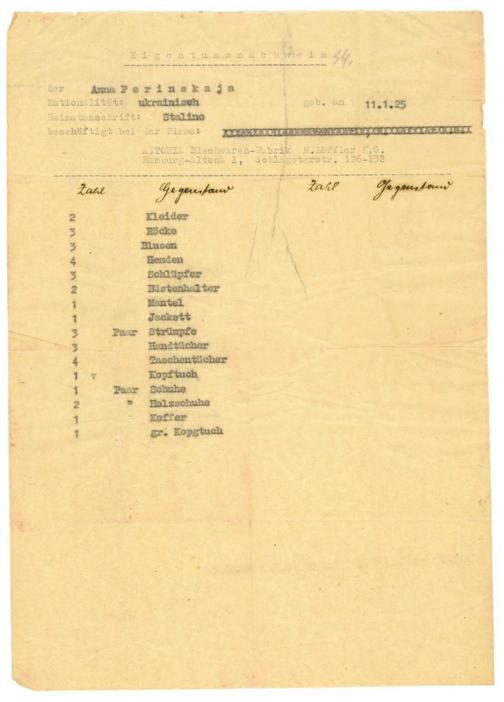 Eigentumsnachweis 44.
der Anna Perinskaja
Nationalität: ukrainisch geb. am 11.1.25
Heimatanschrift: Stalino
beschäftigt bei der Firma:
ALTONIA Blechwaren-Fabrik H.Höffler K.G.
Hamburg-Altona 1, Schlageterstr. 126-132
Zahl Gegenstand Zahl Gegenstand
2 Kleider
3 Röcke
3 Blusen
4 Hemden
3 Schlüpfer
2 Büstenhalter
1 Mantel
1 Jackett
3 Paar Strümpfe
3 Handtücher
4 Taschentücher
1 v Kopftuch
1 Paar Schuhe
2 " Holzschuhe
1 Koffer
1 gr. Kopgtuch